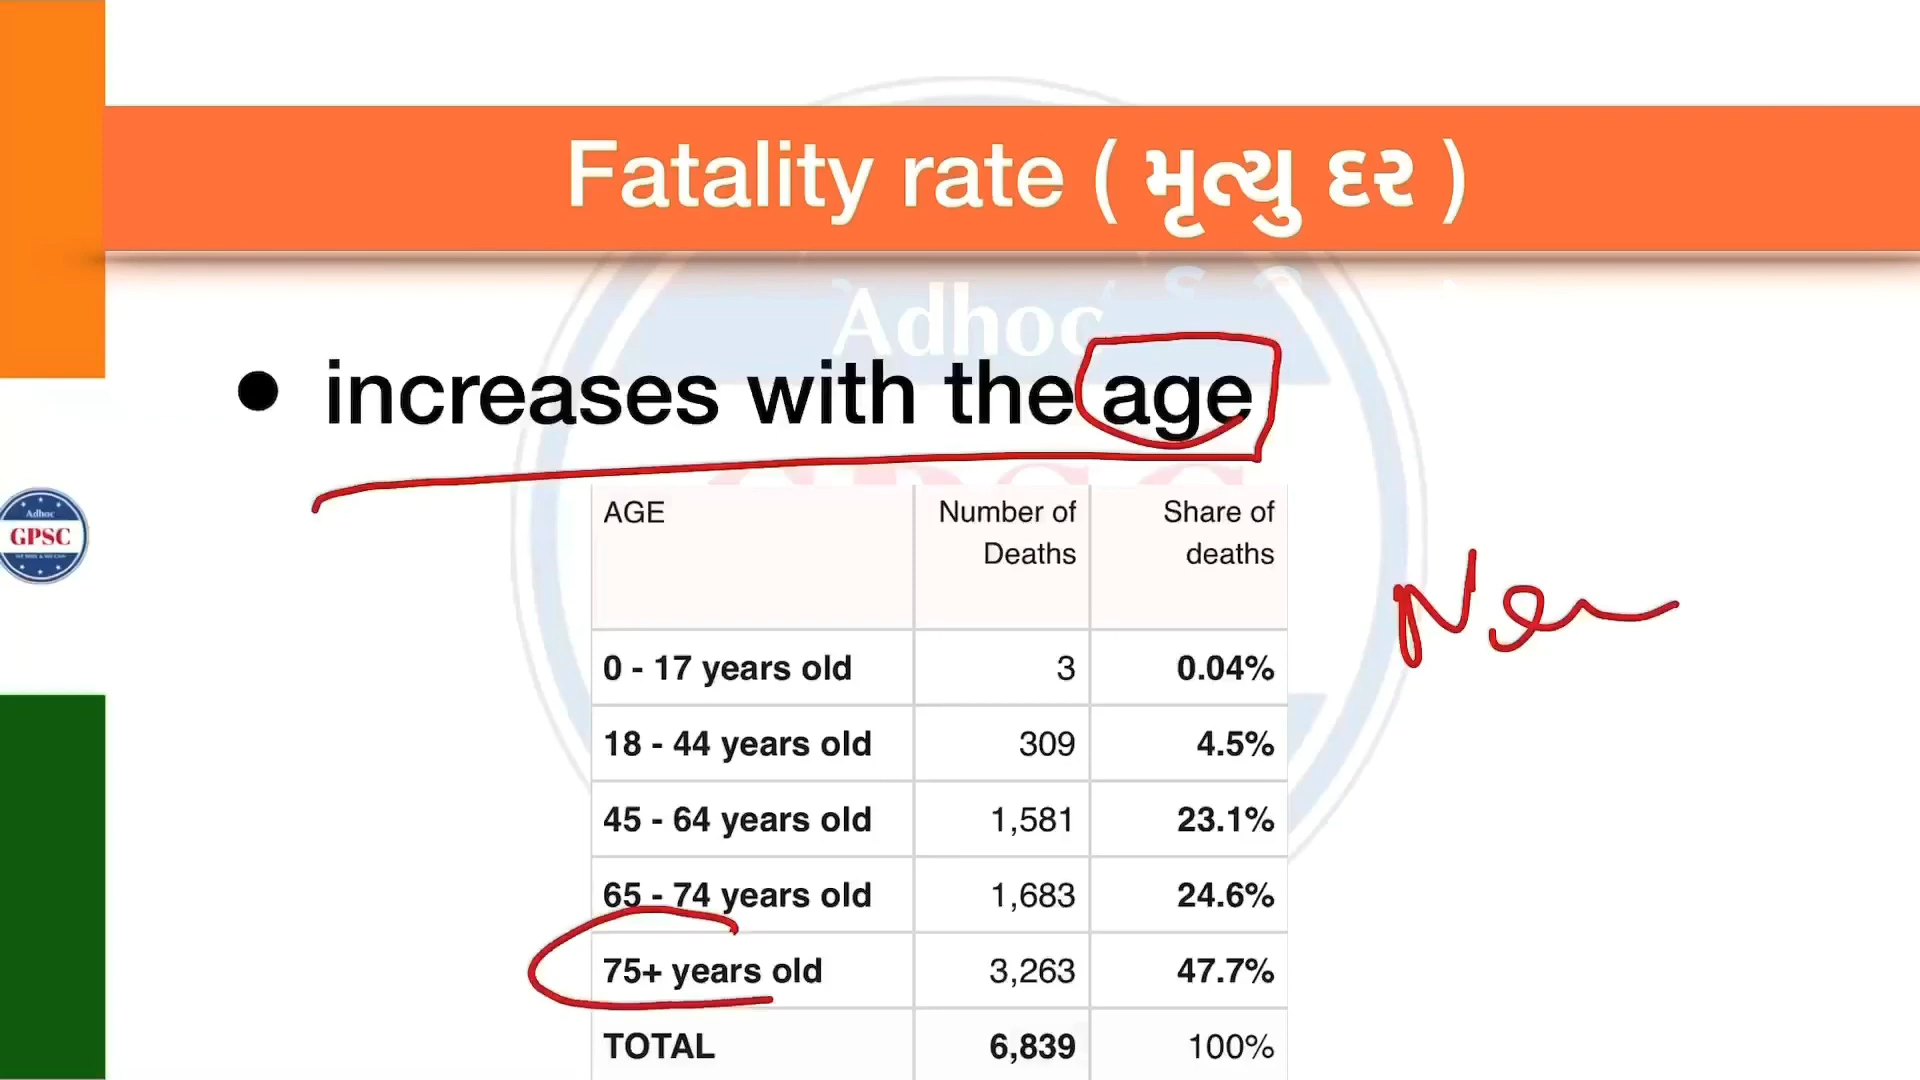 Fatality rate ( મૃત્યુ દર )
Adhoc
• increases with the age
AGE Number of Deaths Share of deaths
0 - 17 years old 3 0.04%
18 - 44 years old 309 4.5%
45 - 64 years old 1,581 23.1%
65 - 74 years old 1,683 24.6%
75+ years old 3,263 47.7%
TOTAL 6,839 100%
Adhoc
GPSC